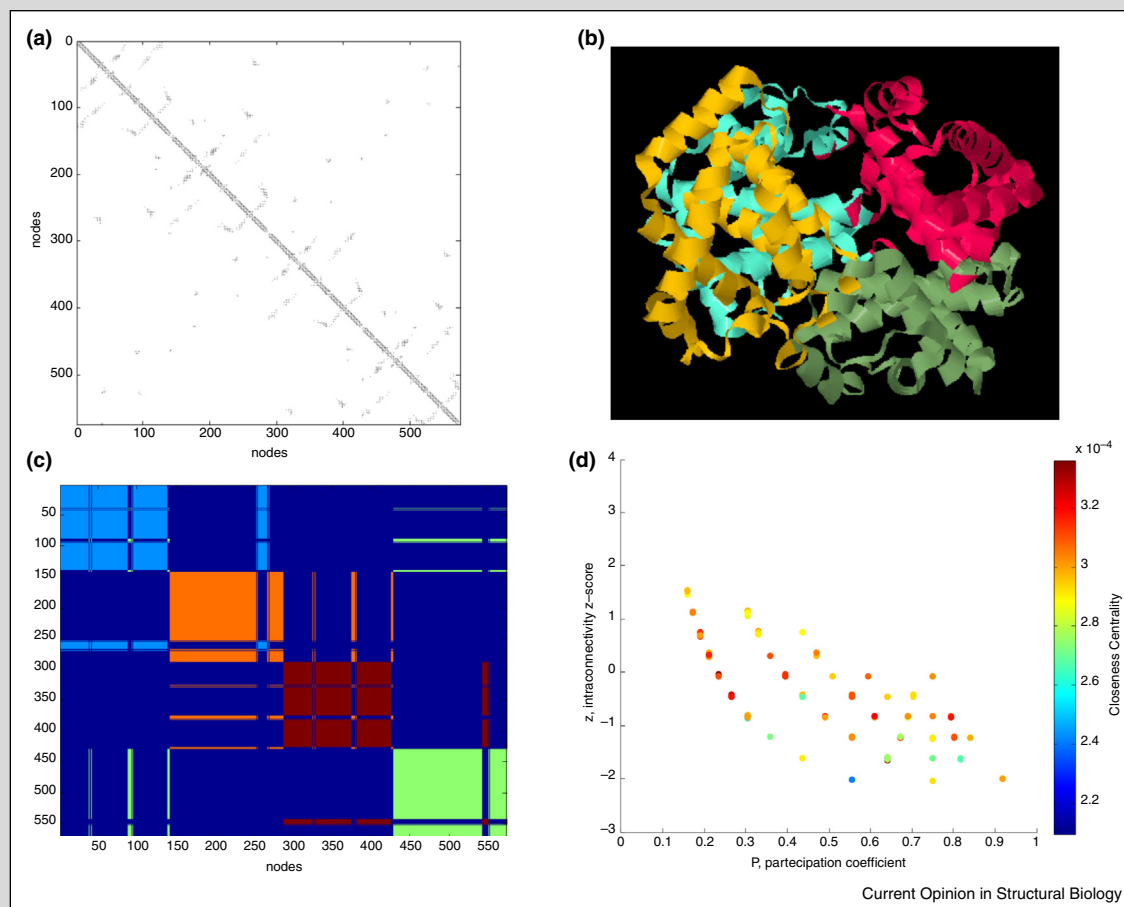 (a)
0
100
200
300
400
500
nodes
0 100 200 300 400 500
nodes
(b)
(c)
50
100
150
200
250
300
350
400
450
500
550
50 100 150 200 250 300 350 400 450 500 550
nodes
(d)
4
3
2
1
0
−1
−2
−3
z, intraconnectivity z−score
0 0.1 0.2 0.3 0.4 0.5 0.6 0.7 0.8 0.9 1
P, partecipation coefficient
x 10⁻⁴
3.2
3
2.8
2.6
2.4
2.2
Closeness Centrality
Current Opinion in Structural Biology